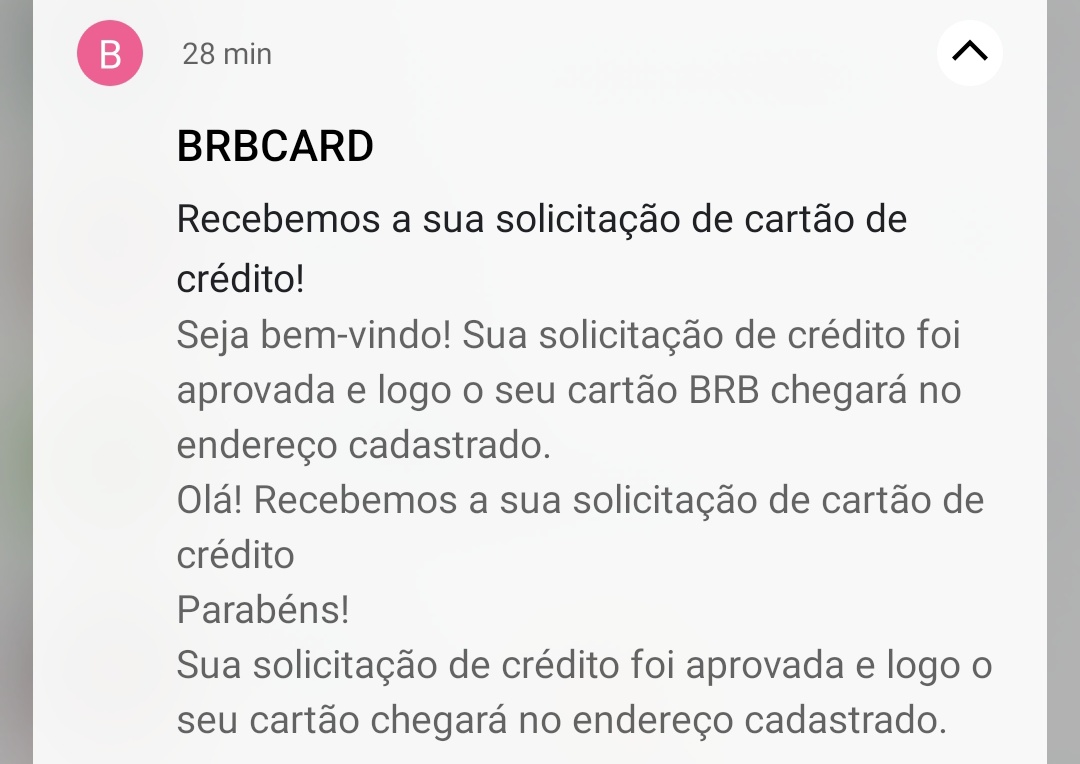 B 28 min
BRBCARD
Recebemos a sua solicitação de cartão de
crédito!
Seja bem-vindo! Sua solicitação de crédito foi
aprovada e logo o seu cartão BRB chegará no
endereço cadastrado.
Olá! Recebemos a sua solicitação de cartão de
crédito
Parabéns!
Sua solicitação de crédito foi aprovada e logo o
seu cartão chegará no endereço cadastrado.